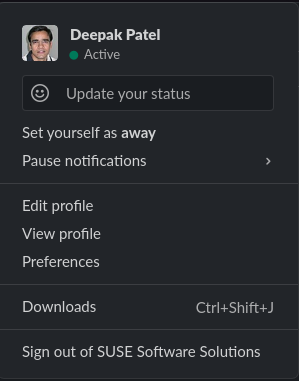 Deepak Patel
Active
Update your status
Set yourself as away
Pause notifications
Edit profile
View profile
Preferences
Downloads Ctrl+Shift+J
Sign out of SUSE Software Solutions